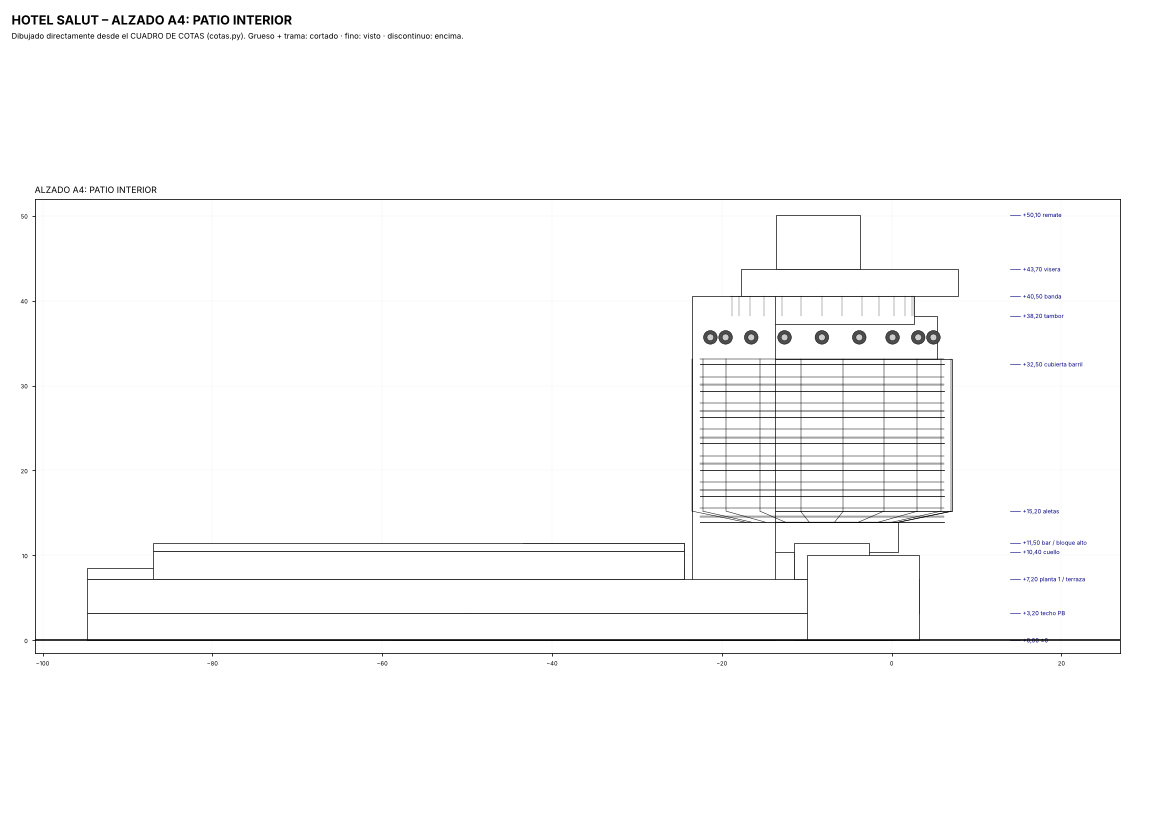 HOTEL SALUT – ALZADO A4: PATIO INTERIOR
Dibujado directamente desde el CUADRO DE COTAS (cotas.py). Grueso + trama: cortado · fino: visto · discontinuo: encima.
ALZADO A4: PATIO INTERIOR
50
+50,10 remate
+43,70 visera
40
+40,50 banda
+38,20 tambor
+32,50 cubierta barril
30
20
+15,20 aletas
+11,50 bar / bloque alto
10
+10,40 cuello
+7,20 planta 1 / terraza
+3,20 techo PB
0
−100
−80
−60
−40
−20
0
20